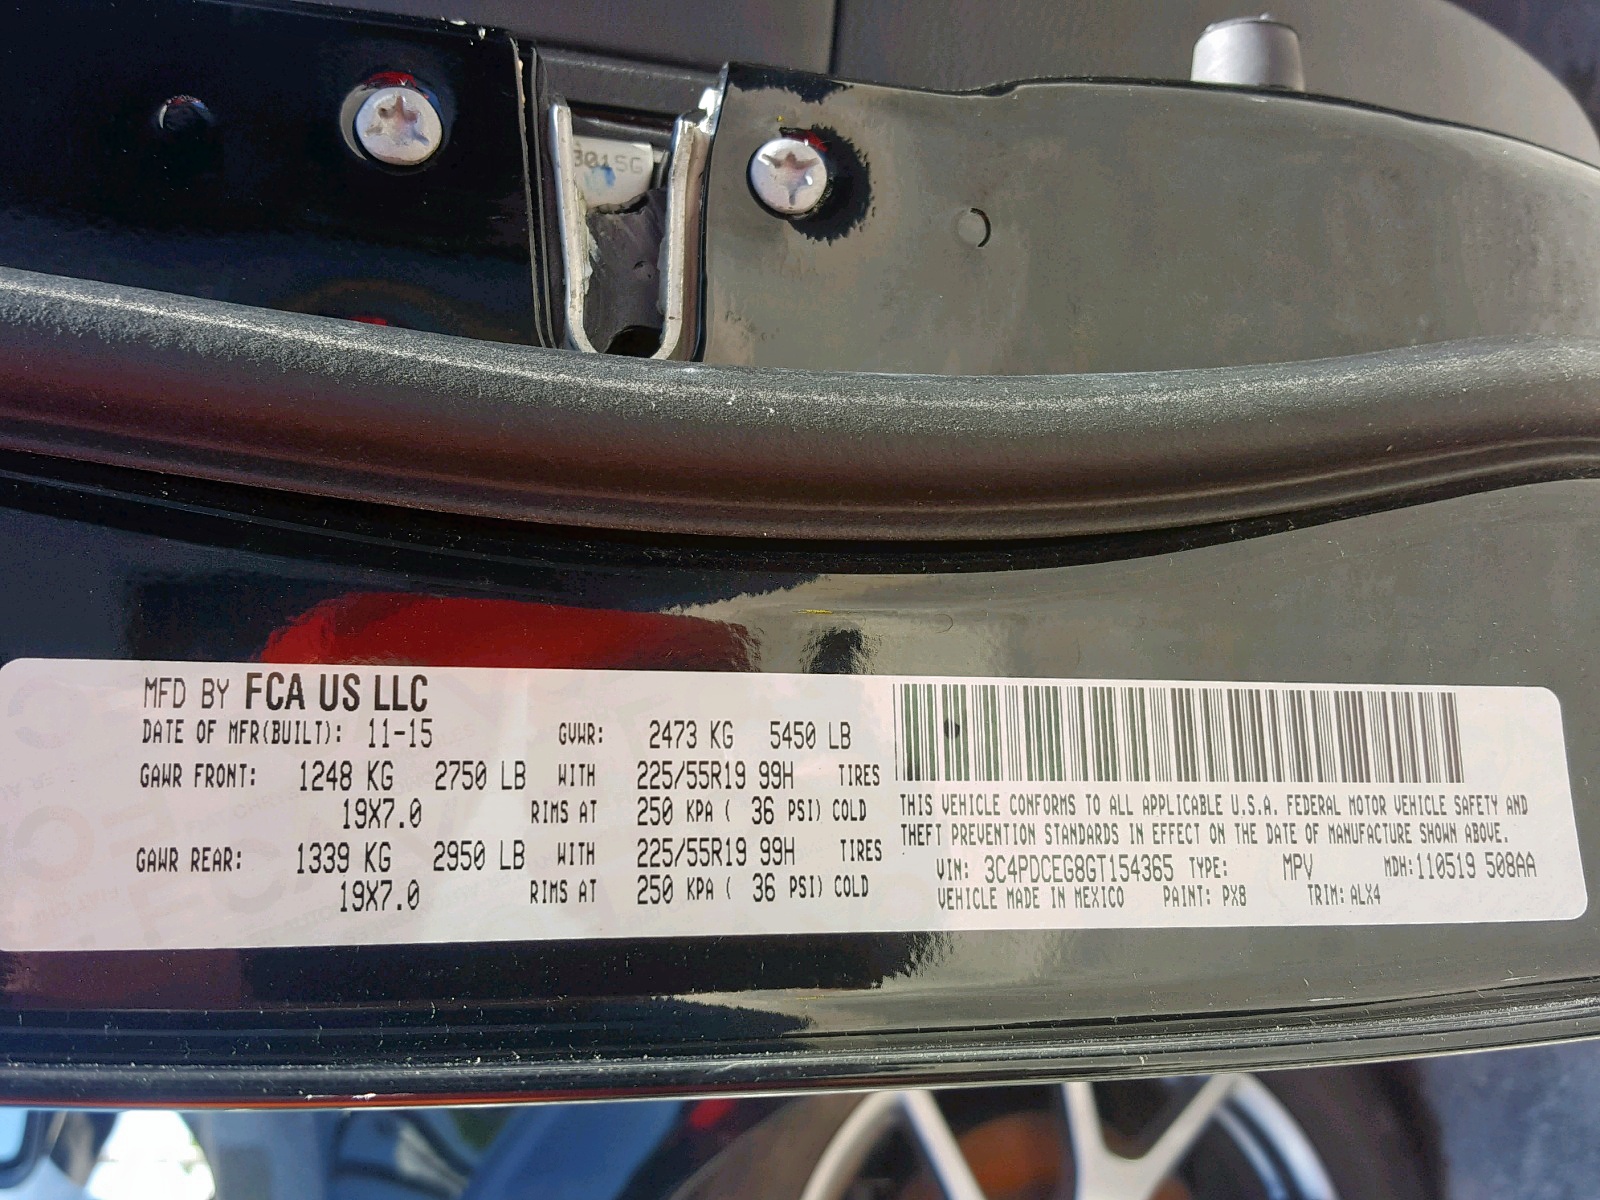 3015G
MFD BY FCA US LLC
DATE OF MFR(BUILT): 11-15 GVWR: 2473 KG 5450 LB
GAWR FRONT: 1248 KG 2750 LB WITH 225/55R19 99H TIRES
19X7.0 RIMS AT 250 KPA ( 36 PSI) COLD
GAWR REAR: 1339 KG 2950 LB WITH 225/55R19 99H TIRES
19X7.0 RIMS AT 250 KPA ( 36 PSI) COLD
THIS VEHICLE CONFORMS TO ALL APPLICABLE U.S.A. FEDERAL MOTOR VEHICLE SAFETY AND
THEFT PREVENTION STANDARDS IN EFFECT ON THE DATE OF MANUFACTURE SHOWN ABOVE.
VIN: 3C4PDCEG8GT154365 TYPE: MPV MDH:110519 508AA
VEHICLE MADE IN MEXICO PAINT: PX8 TRIM: ALX4